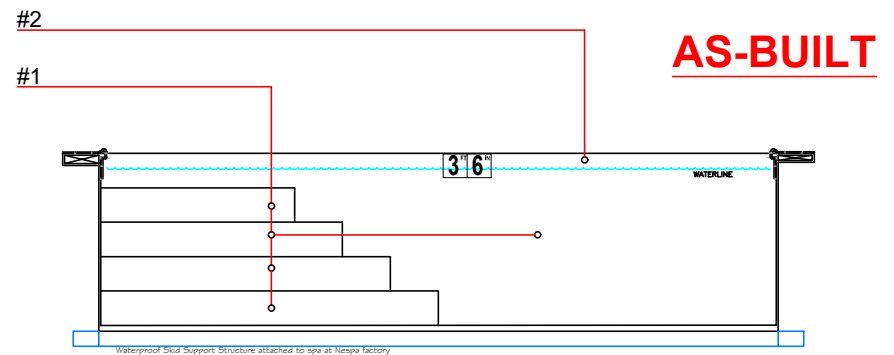 #2
AS-BUILT
#1
3 FT 6 IN
WATERLINE
Waterproof Skid Support Structure attached to spa at Nespa factory